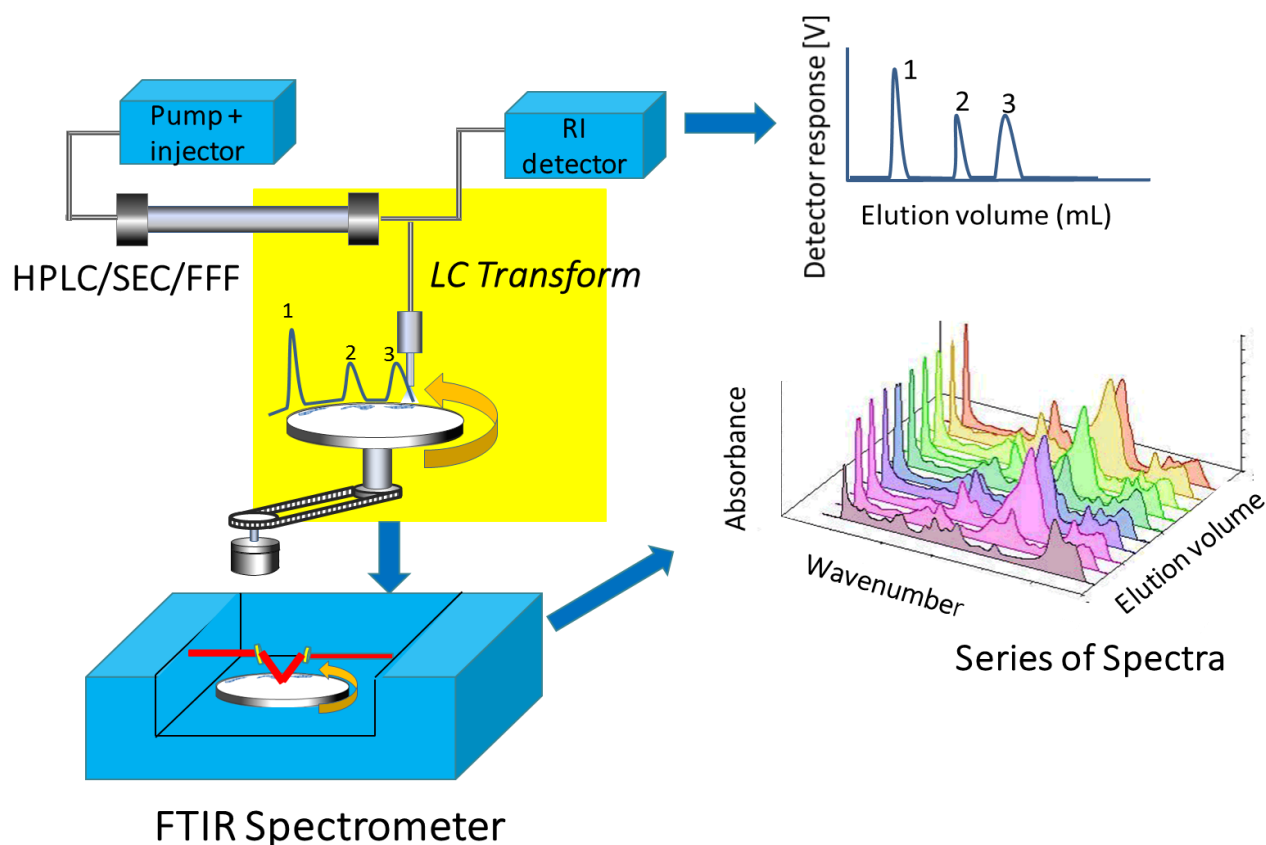 Pump +
injector
RI
detector
Detector response [V]
1
2
3
Elution volume (mL)
HPLC/SEC/FFF
LC Transform
1
2
3
Absorbance
Wavenumber
Elution volume
Series of Spectra
FTIR Spectrometer